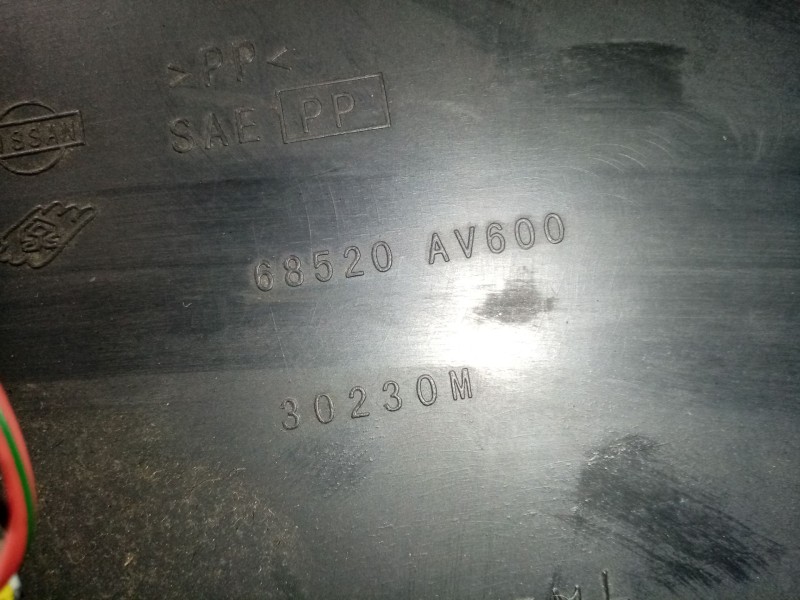 >PP<
SAE PP
NISSAN
68520 AV600
30230M